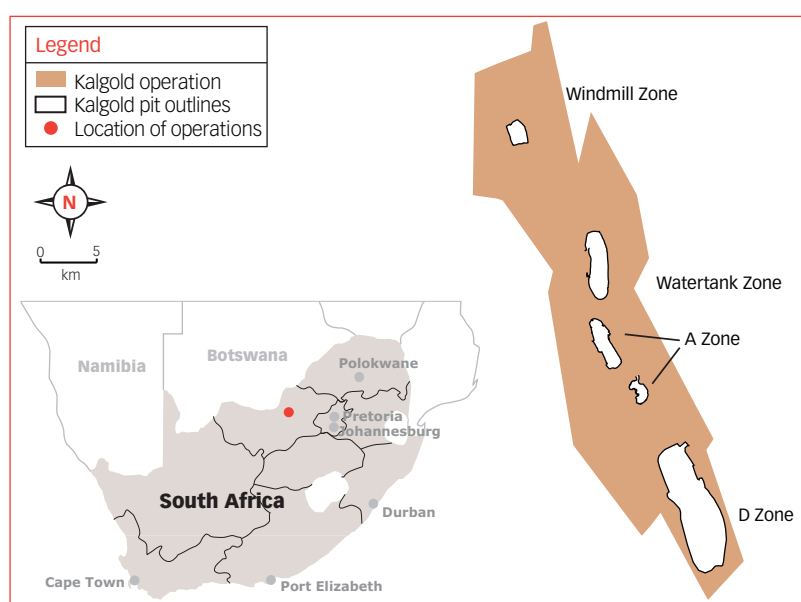 Legend
Kalgold operation
Kalgold pit outlines
Location of operations
N
0 5
km
Windmill Zone
Watertank Zone
A Zone
D Zone
Namibia
Botswana
Polokwane
Pretoria
Johannesburg
South Africa
Durban
Cape Town
Port Elizabeth